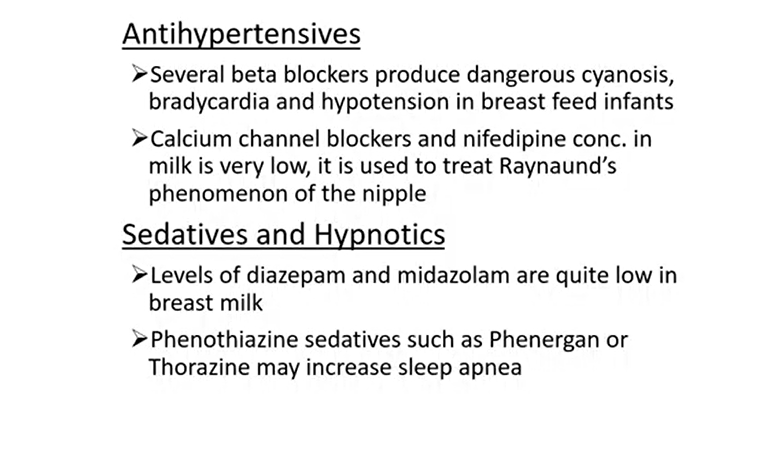 Antihypertensives
➢Several beta blockers produce dangerous cyanosis,
bradycardia and hypotension in breast feed infants
➢Calcium channel blockers and nifedipine conc. in
milk is very low, it is used to treat Raynaund’s
phenomenon of the nipple
Sedatives and Hypnotics
➢Levels of diazepam and midazolam are quite low in
breast milk
➢Phenothiazine sedatives such as Phenergan or
Thorazine may increase sleep apnea